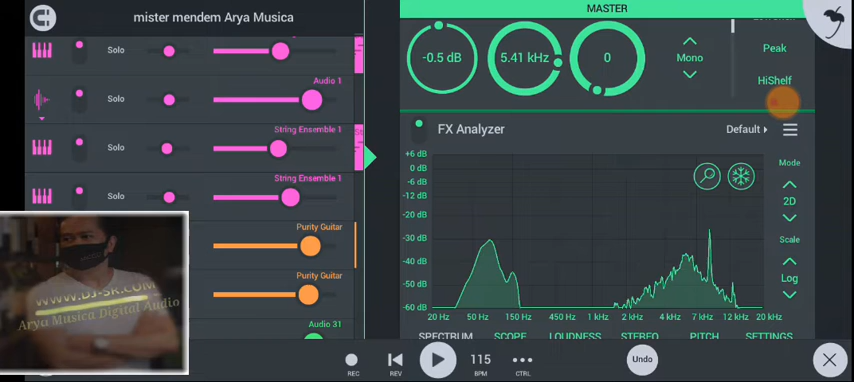 mister mendem Arya Musica
MASTER
Solo
-0.5 dB
5.41 kHz
0
Mono
Peak
HiShelf
Audio 1
Solo
String Ensemble 1
Solo
String Ensemble 1
Solo
Purity Guitar
Purity Guitar
Audio 31
WWW.DJ-SR.COM
Arya Musica Digital Audio
FX Analyzer
Default
+6 dB
0 dB
-6 dB
-12 dB
-20 dB
-30 dB
-40 dB
-50 dB
-60 dB
20 Hz 50 Hz 150 Hz 450 Hz 1 kHz 2 kHz 4 kHz 7 kHz 12 kHz 20 kHz
Mode
2D
Scale
Log
SPECTRUM SCOPE LOUDNESS STEREO PITCH SETTINGS
REC
REV
115
BPM
CTRL
Undo